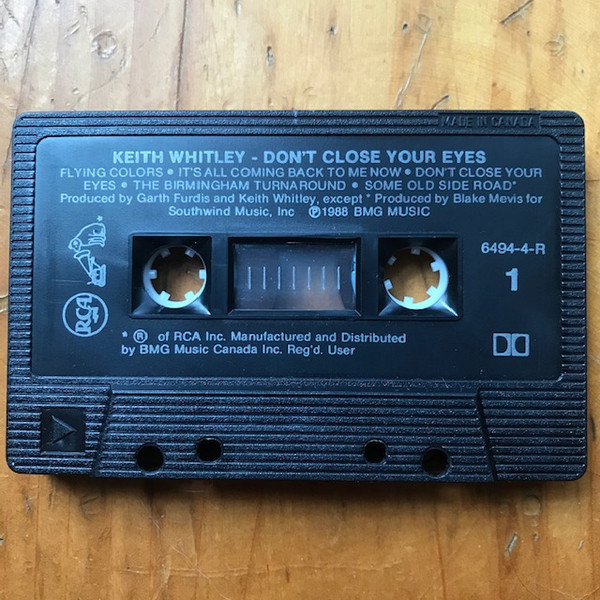 MADE IN CANADA
KEITH WHITLEY - DON'T CLOSE YOUR EYES
FLYING COLORS • IT'S ALL COMING BACK TO ME NOW • DON'T CLOSE YOUR
EYES • THE BIRMINGHAM TURNAROUND • SOME OLD SIDE ROAD*
Produced by Garth Furdis and Keith Whitley, except * Produced by Blake Mevis for
Southwind Music, Inc ℗1988 BMG MUSIC
6494-4-R
1
RCA
* ® of RCA Inc. Manufactured and Distributed
by BMG Music Canada Inc. Reg'd. User